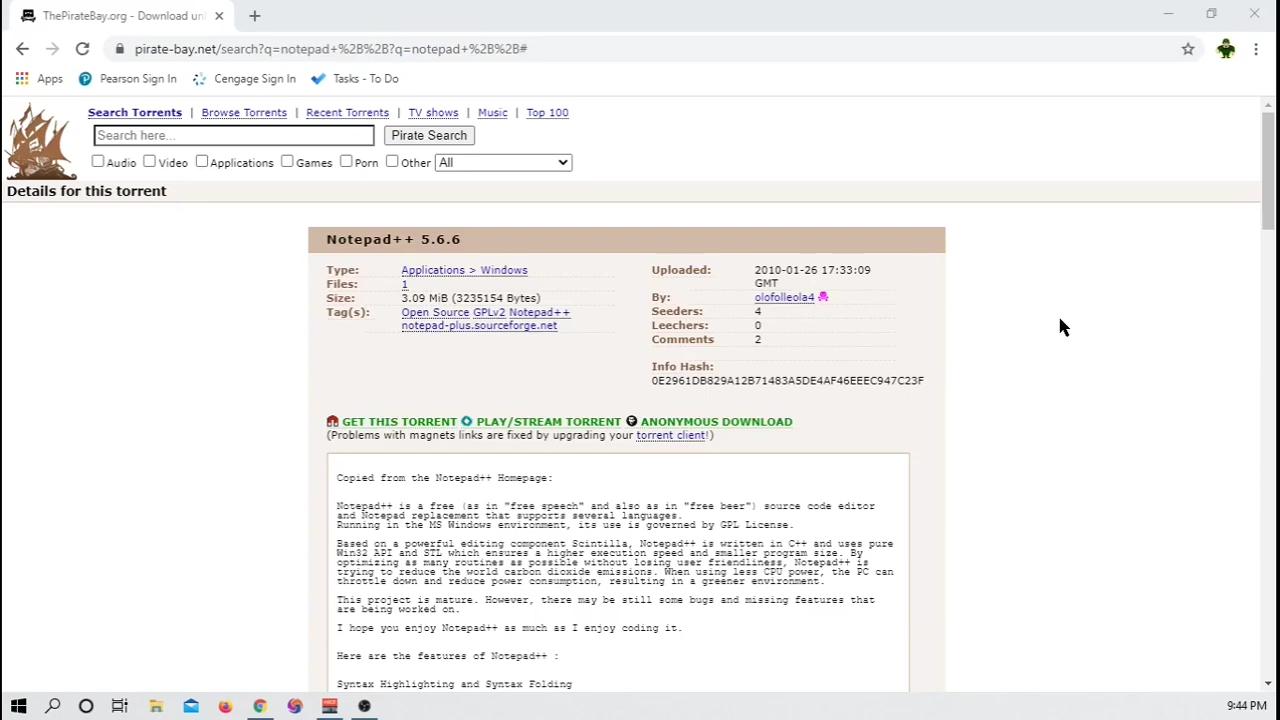 ThePirateBay.org - Download un
pirate-bay.net/search?q=notepad+%2B%2B?q=notepad+%2B%2B#
Apps Pearson Sign In Cengage Sign In Tasks - To Do
Search Torrents | Browse Torrents | Recent Torrents | TV shows | Music | Top 100
Search here... Pirate Search
Audio Video Applications Games Porn Other All
Details for this torrent
Notepad++ 5.6.6
Type: Applications > Windows
Files: 1
Size: 3.09 MiB (3235154 Bytes)
Tag(s): Open Source GPLv2 Notepad++
notepad-plus.sourceforge.net
Uploaded: 2010-01-26 17:33:09
GMT
By: olofolleola4
Seeders: 4
Leechers: 0
Comments 2
Info Hash:
0E2961DB829A12B71483A5DE4AF46EEEC947C23F
GET THIS TORRENT PLAY/STREAM TORRENT ANONYMOUS DOWNLOAD
(Problems with magnets links are fixed by upgrading your torrent client!)
Copied from the Notepad++ Homepage:
Notepad++ is a free (as in "free speech" and also as in "free beer") source code editor
and Notepad replacement that supports several languages.
Running in the MS Windows environment, its use is governed by GPL License.
Based on a powerful editing component Scintilla, Notepad++ is written in C++ and uses pure
Win32 API and STL which ensures a higher execution speed and smaller program size. By
optimizing as many routines as possible without losing user friendliness, Notepad++ is
trying to reduce the world carbon dioxide emissions. When using less CPU power, the PC can
throttle down and reduce power consumption, resulting in a greener environment.
This project is mature. However, there may be still some bugs and missing features that
are being worked on.
I hope you enjoy Notepad++ as much as I enjoy coding it.
Here are the features of Notepad++ :
Syntax Highlighting and Syntax Folding
9:44 PM